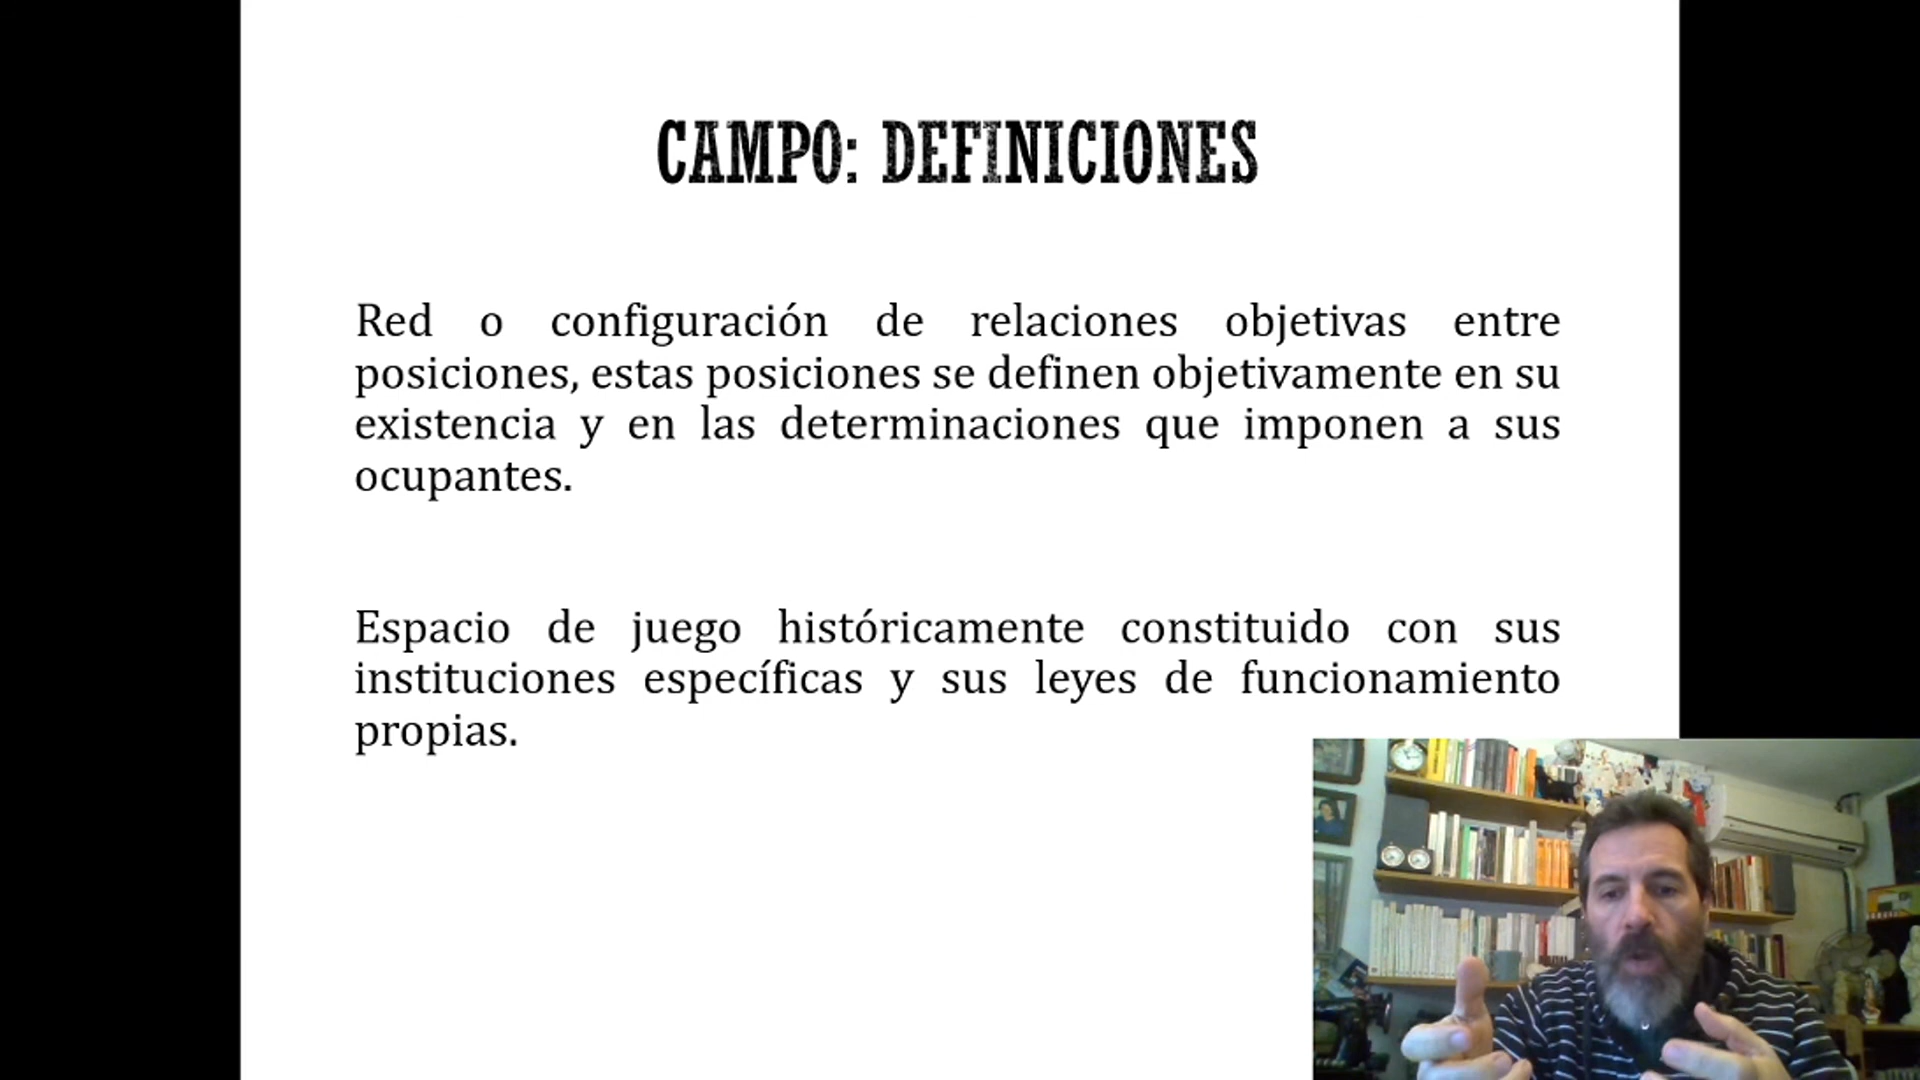 CAMPO: DEFINICIONES
Red o configuración de relaciones objetivas entre
posiciones, estas posiciones se definen objetivamente en su
existencia y en las determinaciones que imponen a sus
ocupantes.
Espacio de juego históricamente constituido con sus
instituciones específicas y sus leyes de funcionamiento
propias.